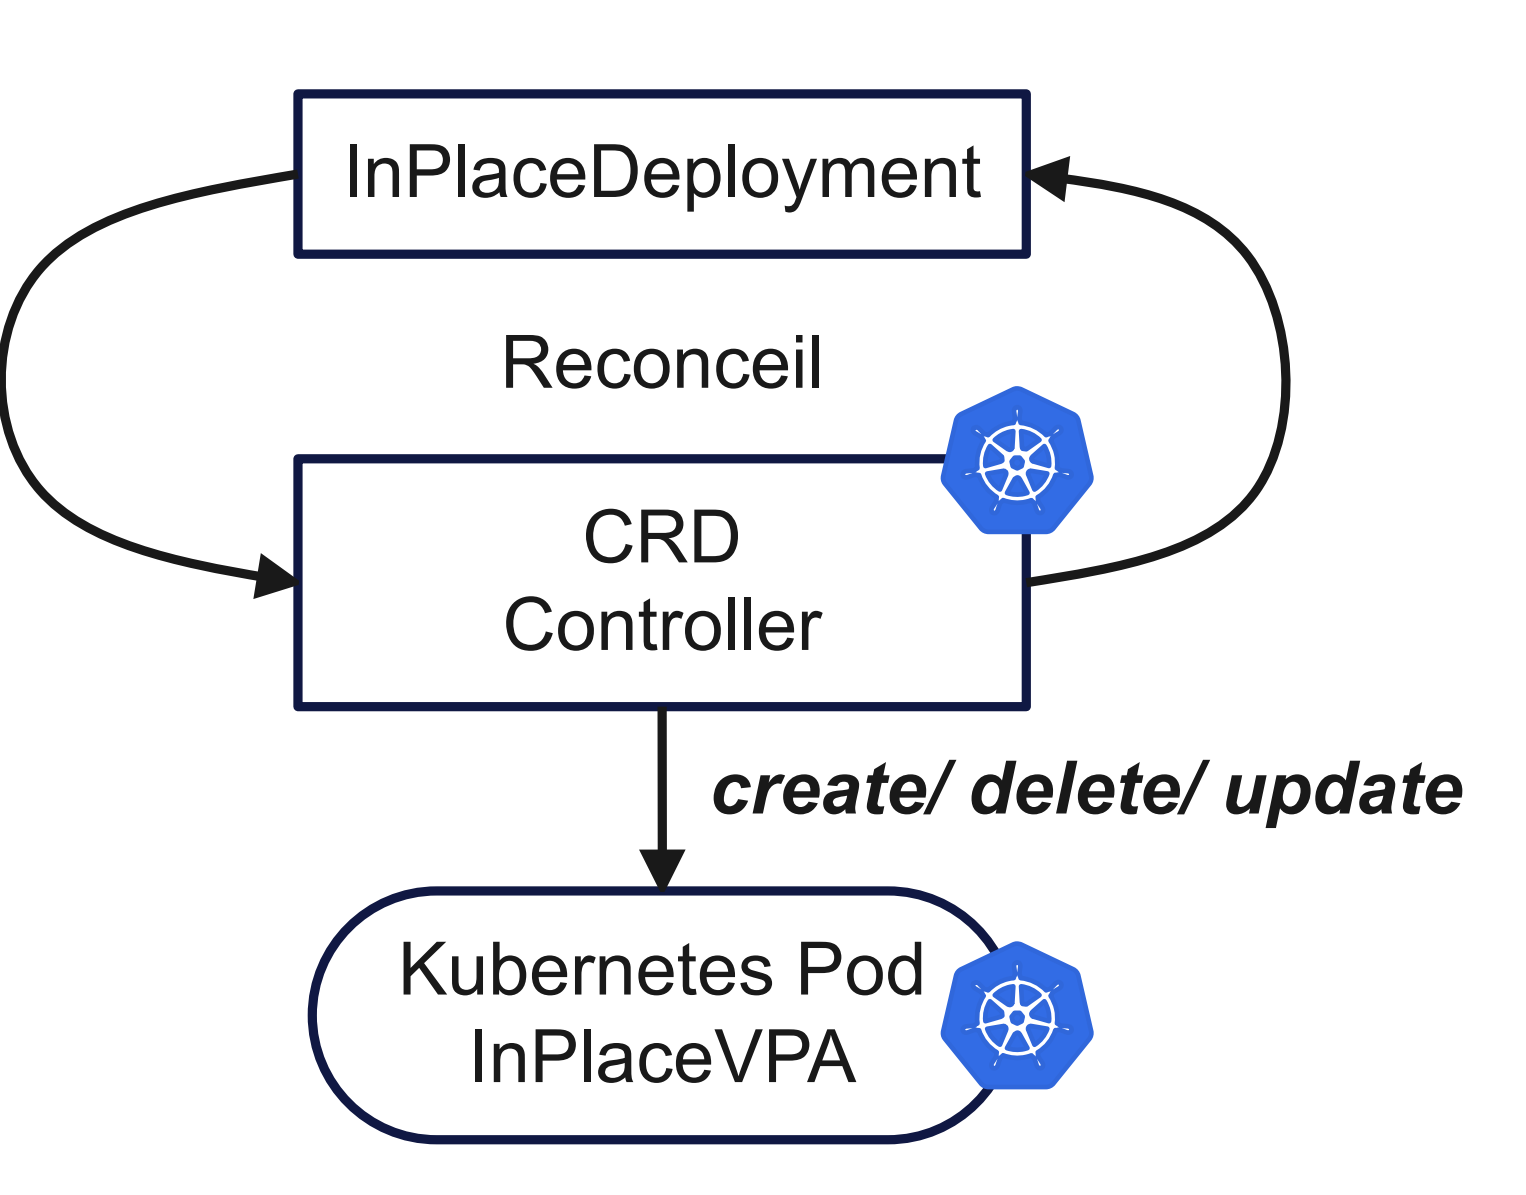 InPlaceDeployment
Reconceil
CRD
Controller
create/ delete/ update
Kubernetes Pod
InPlaceVPA